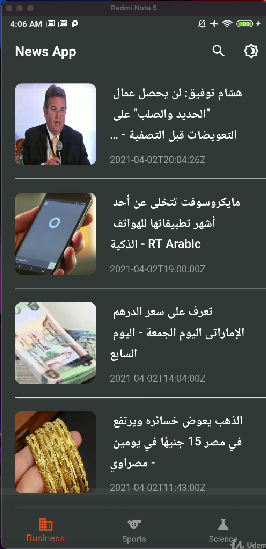 Redmi Note 5
4:06 AM
News App
هشام توفيق: لن يحصل عمال
"الحديد والصلب" على
التعويضات قبل التصفية - ...
2021-04-02T20:04:26Z
مايكروسوفت تتخلى عن أحد
أشهر تطبيقاتها للهواتف
الذكية - RT Arabic
2021-04-02T19:00:00Z
تعرف على سعر الدرهم
الإماراتى اليوم الجمعة - اليوم
السابع
2021-04-02T14:04:00Z
الذهب يعوض خسائره ويرتفع
في مصر 15 جنيها في يومين
- مصراوي
2021-04-02T11:43:00Z
Business
Sports
Science
Udem